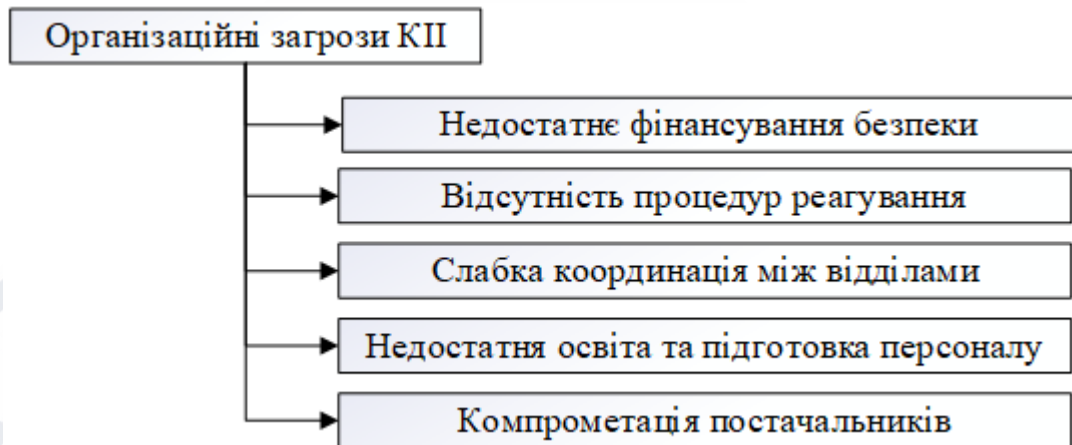 Організаційні загрози КІІ
Недостатнє фінансування безпеки
Відсутність процедур реагування
Слабка координація між відділами
Недостатня освіта та підготовка персоналу
Компрометація постачальників